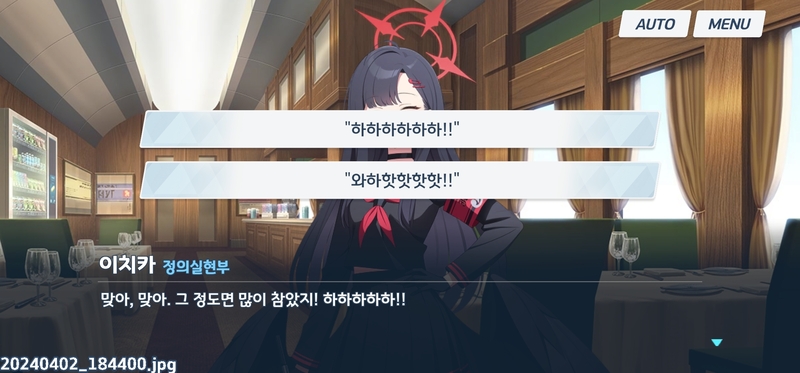 AUTO
MENU
"하하하하하하!!"
"와하핫핫핫핫!!"
이치카 정의실현부
맞아, 맞아. 그 정도면 많이 참았지! 하하하하하!!
20240402_184400.jpg